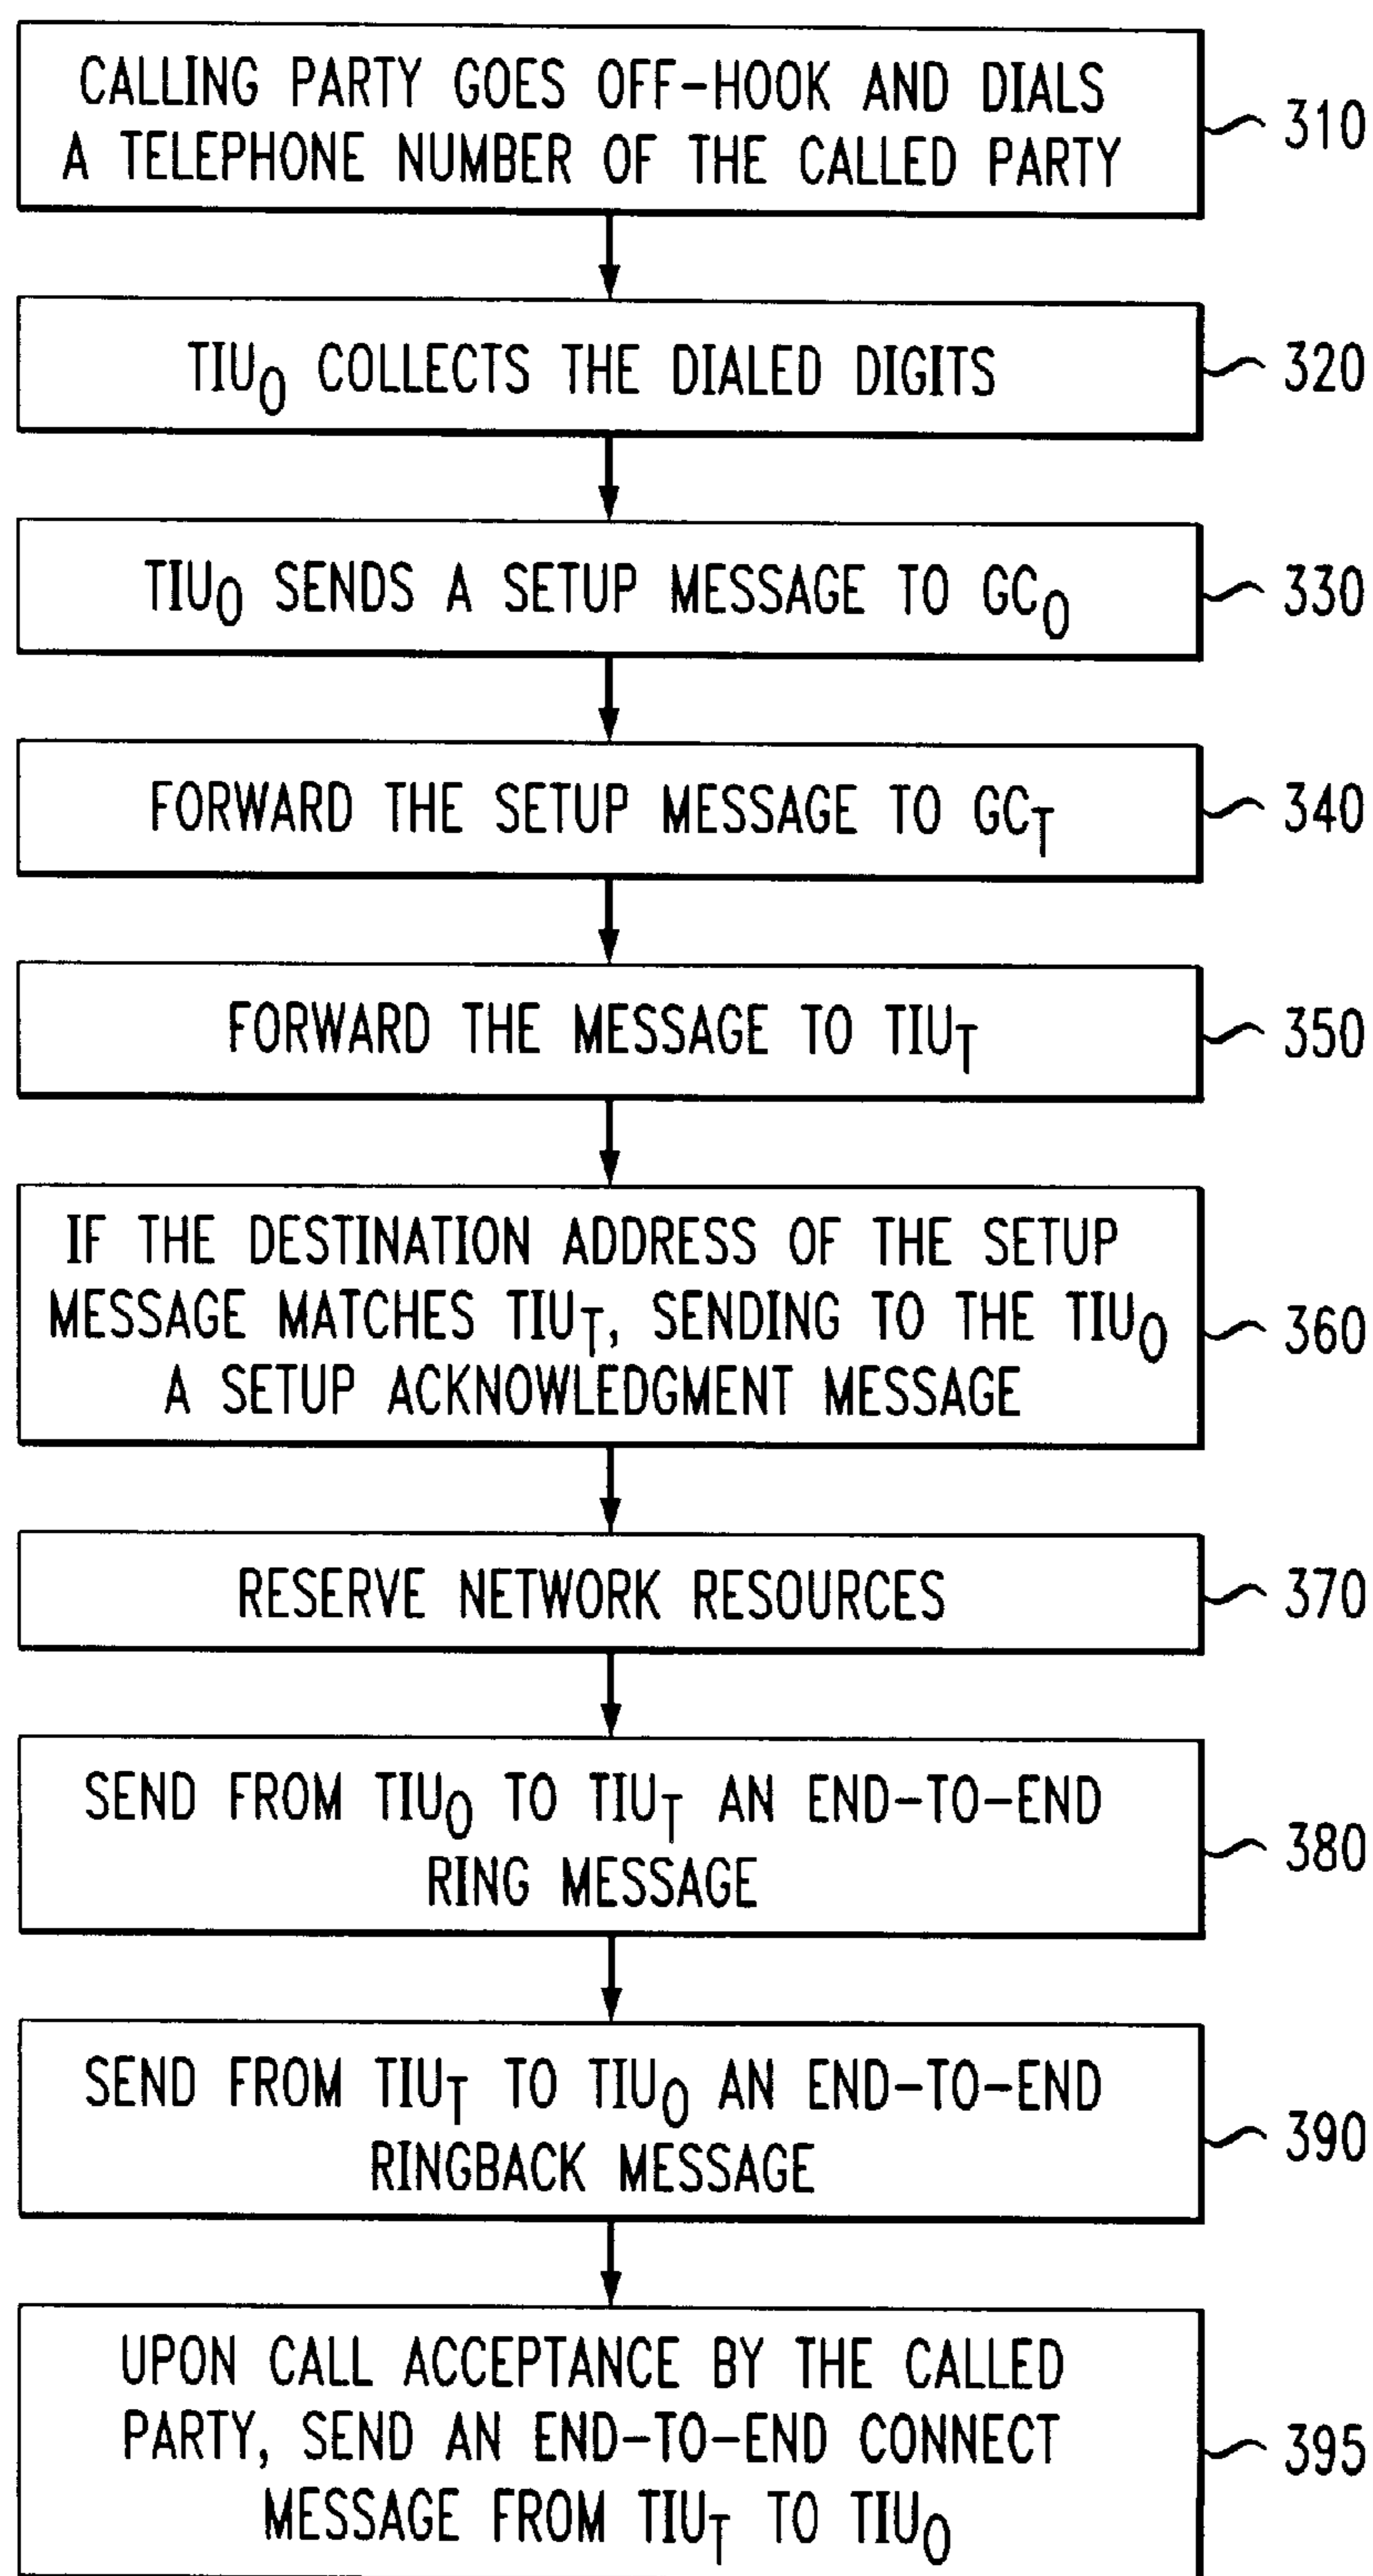 CALLING PARTY GOES OFF-HOOK AND DIALS
A TELEPHONE NUMBER OF THE CALLED PARTY
310
TIUO COLLECTS THE DIALED DIGITS
320
TIUO SENDS A SETUP MESSAGE TO GCO
330
FORWARD THE SETUP MESSAGE TO GCT
340
FORWARD THE MESSAGE TO TIUT
350
IF THE DESTINATION ADDRESS OF THE SETUP
MESSAGE MATCHES TIUT, SENDING TO THE TIUO
A SETUP ACKNOWLEDGMENT MESSAGE
360
RESERVE NETWORK RESOURCES
370
SEND FROM TIUO TO TIUT AN END-TO-END
RING MESSAGE
380
SEND FROM TIUT TO TIUO AN END-TO-END
RINGBACK MESSAGE
390
UPON CALL ACCEPTANCE BY THE CALLED
PARTY, SEND AN END-TO-END CONNECT
MESSAGE FROM TIUT TO TIUO
395